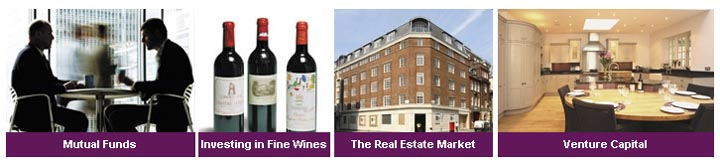 Mutual Funds
Investing in Fine Wines
The Real Estate Market
Venture Capital